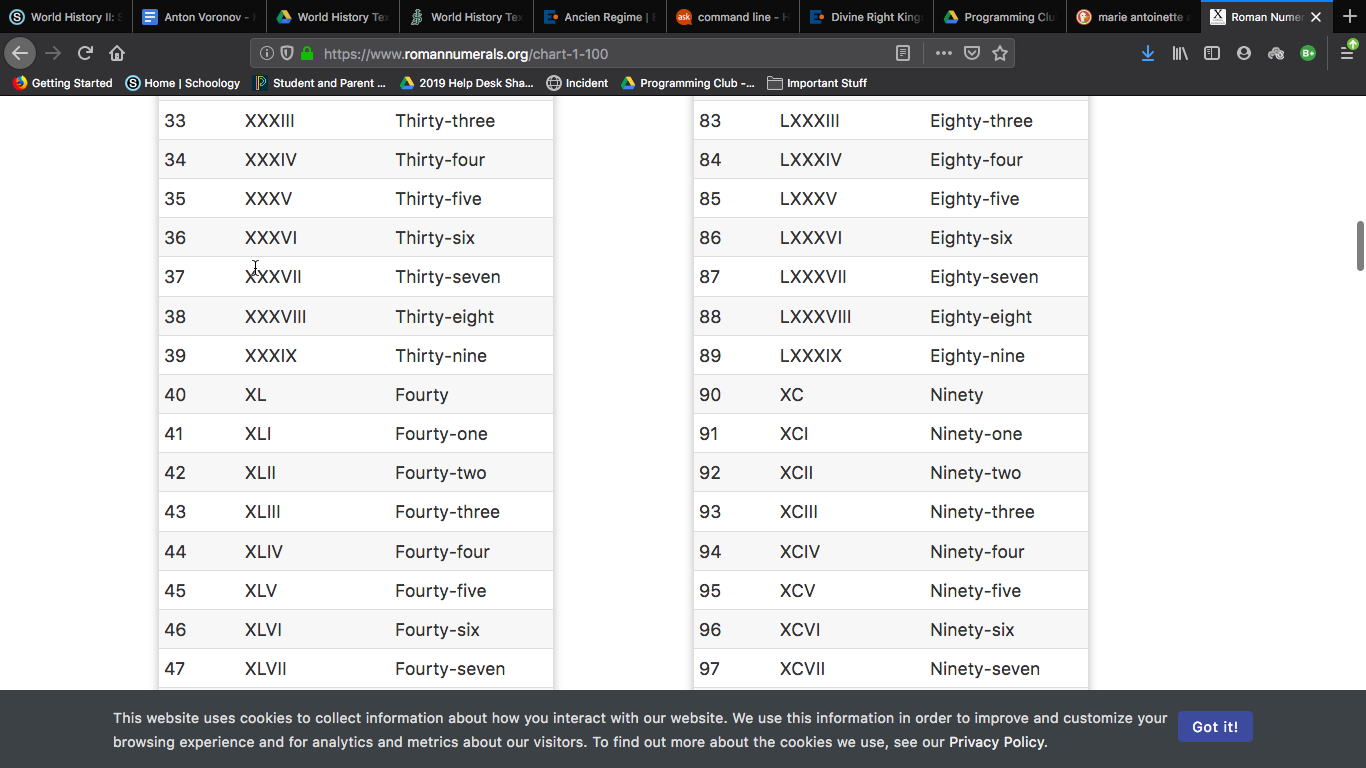 World History II: S
Anton Voronov -
World History Te
World History Te
Ancien Regime |
command line - H
Divine Right King
Programming Clu
marie antoinette
Roman Numer
https://www.romannumerals.org/chart-1-100
Getting Started Home | Schoology Student and Parent ... 2019 Help Desk Sha... Incident Programming Club -... Important Stuff
33 XXXIII Thirty-three 83 LXXXIII Eighty-three
34 XXXIV Thirty-four 84 LXXXIV Eighty-four
35 XXXV Thirty-five 85 LXXXV Eighty-five
36 XXXVI Thirty-six 86 LXXXVI Eighty-six
37 XXXVII Thirty-seven 87 LXXXVII Eighty-seven
38 XXXVIII Thirty-eight 88 LXXXVIII Eighty-eight
39 XXXIX Thirty-nine 89 LXXXIX Eighty-nine
40 XL Fourty 90 XC Ninety
41 XLI Fourty-one 91 XCI Ninety-one
42 XLII Fourty-two 92 XCII Ninety-two
43 XLIII Fourty-three 93 XCIII Ninety-three
44 XLIV Fourty-four 94 XCIV Ninety-four
45 XLV Fourty-five 95 XCV Ninety-five
46 XLVI Fourty-six 96 XCVI Ninety-six
47 XLVII Fourty-seven 97 XCVII Ninety-seven
This website uses cookies to collect information about how you interact with our website. We use this information in order to improve and customize your
browsing experience and for analytics and metrics about our visitors. To find out more about the cookies we use, see our Privacy Policy.
Got it!